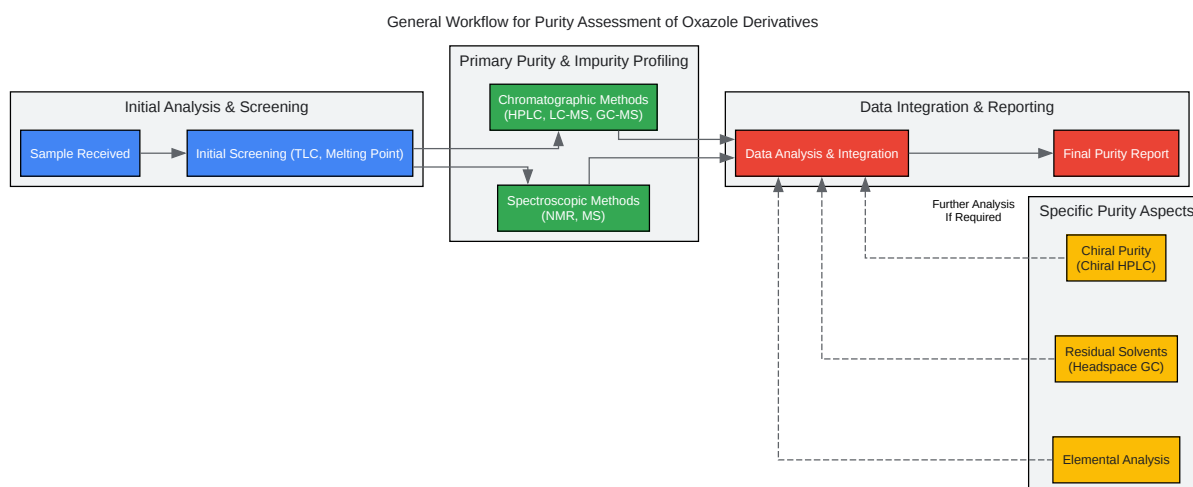 General Workflow for Purity Assessment of Oxazole Derivatives
Initial Analysis & Screening
Sample Received
Initial Screening (TLC, Melting Point)
Primary Purity & Impurity Profiling
Chromatographic Methods
(HPLC, LC-MS, GC-MS)
Spectroscopic Methods
(NMR, MS)
Data Integration & Reporting
Data Analysis & Integration
Final Purity Report
Further Analysis
If Required
Specific Purity Aspects
Chiral Purity
(Chiral HPLC)
Residual Solvents
(Headspace GC)
Elemental Analysis